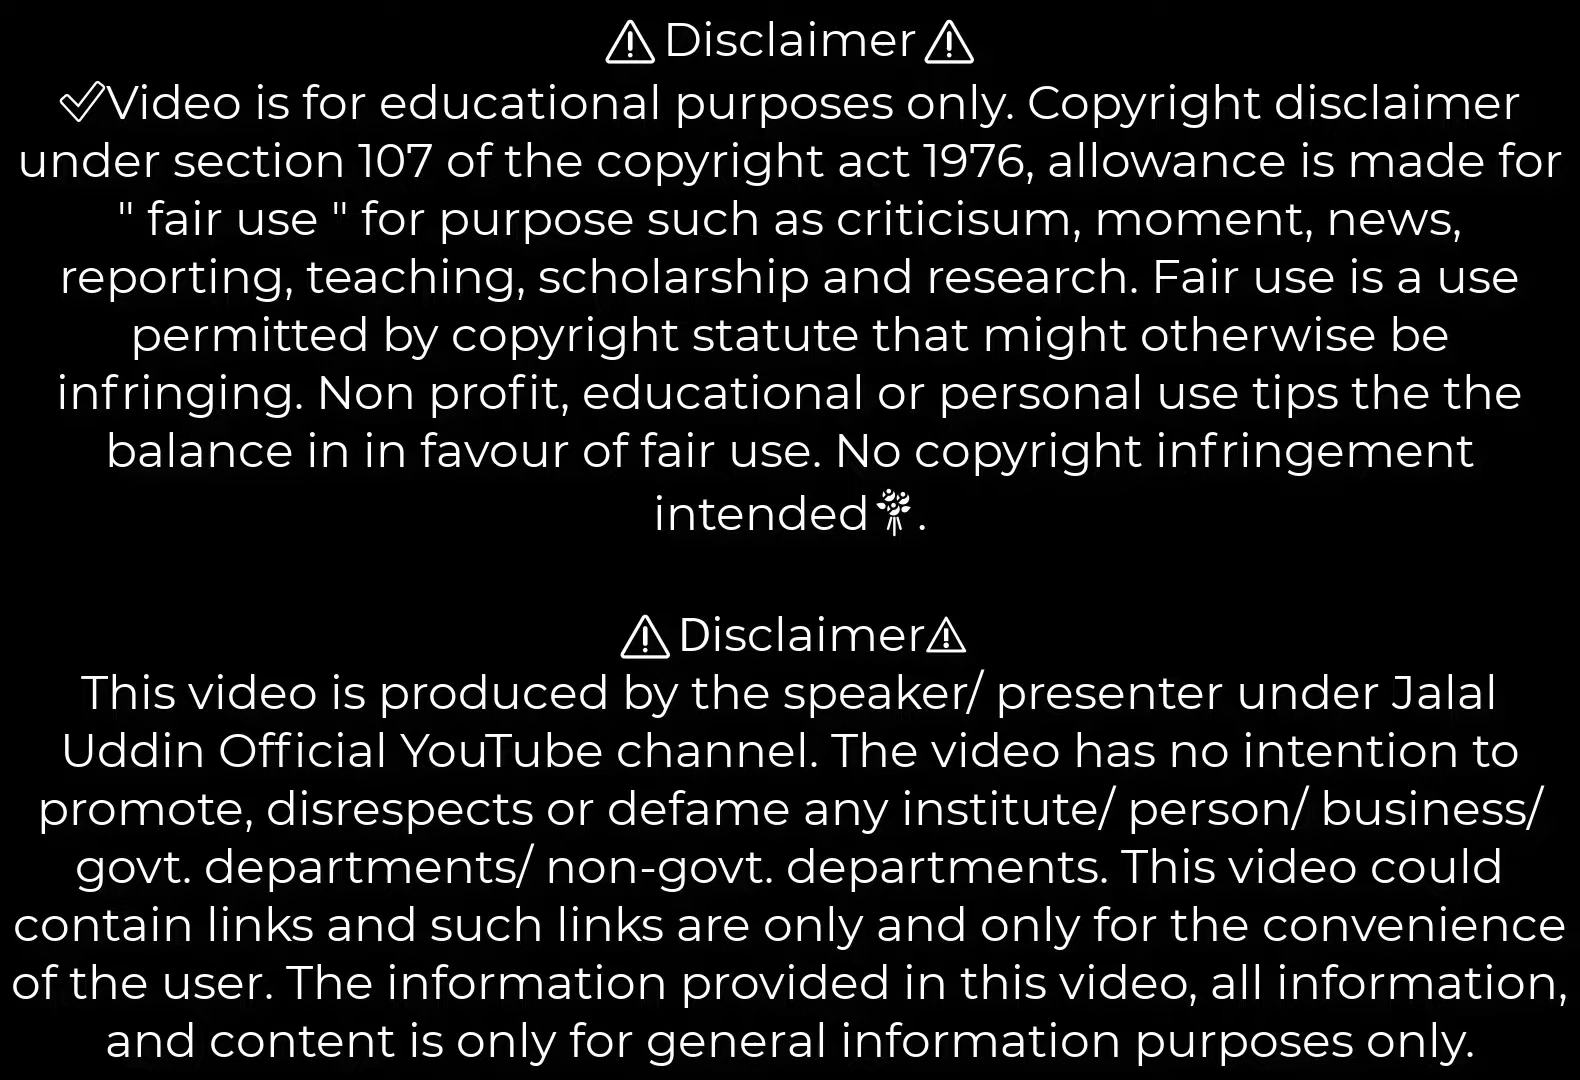 ⚠️Disclaimer⚠️
✅Video is for educational purposes only. Copyright disclaimer
under section 107 of the copyright act 1976, allowance is made for
" fair use " for purpose such as criticisum, moment, news,
reporting, teaching, scholarship and research. Fair use is a use
permitted by copyright statute that might otherwise be
infringing. Non profit, educational or personal use tips the the
balance in in favour of fair use. No copyright infringement
intended💐.
⚠️Disclaimer⚠️
This video is produced by the speaker/ presenter under Jalal
Uddin Official YouTube channel. The video has no intention to
promote, disrespects or defame any institute/ person/ business/
govt. departments/ non-govt. departments. This video could
contain links and such links are only and only for the convenience
of the user. The information provided in this video, all information,
and content is only for general information purposes only.